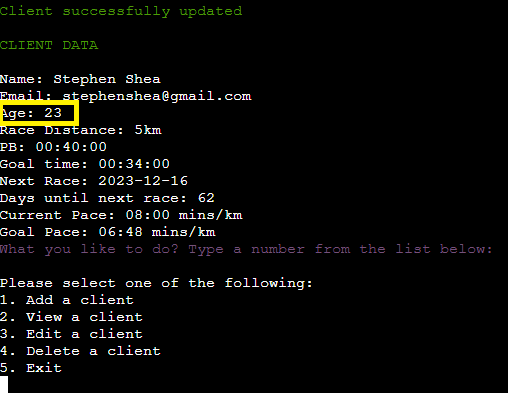 Client successfully updated
CLIENT DATA
Name: Stephen Shea
Email: stephenshea@gmail.com
Age: 23
Race Distance: 5km
PB: 00:40:00
Goal time: 00:34:00
Next Race: 2023-12-16
Days until next race: 62
Current Pace: 08:00 mins/km
Goal Pace: 06:48 mins/km
What you like to do? Type a number from the list below:
Please select one of the following:
1. Add a client
2. View a client
3. Edit a client
4. Delete a client
5. Exit